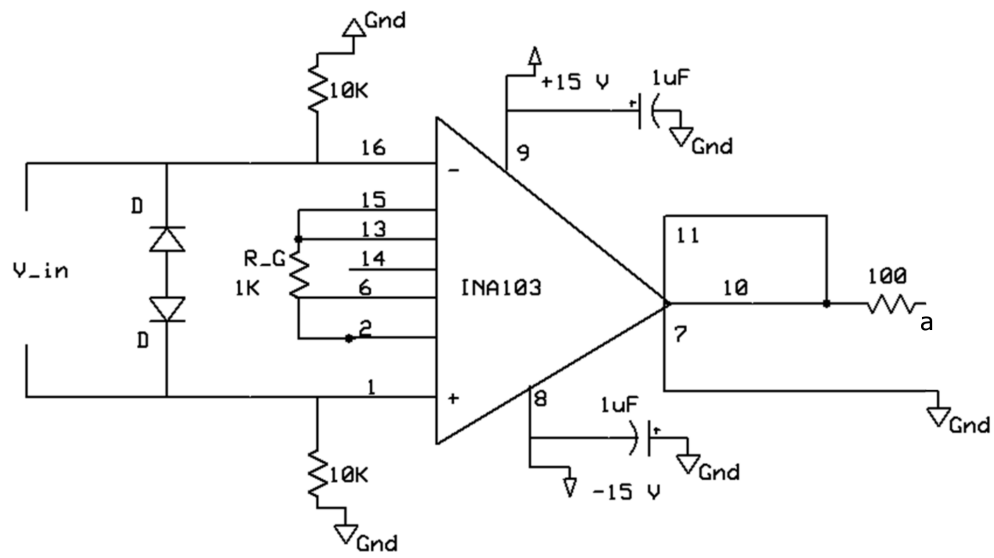 Gnd
10K
+15 V
1uF
Gnd
9
16
-
D
15
13
R_G
14
V_in
1K
6
INA103
2
11
10
100
a
7
D
1
+
8
1uF
+
Gnd
10K
Gnd
-15 V
Gnd
+